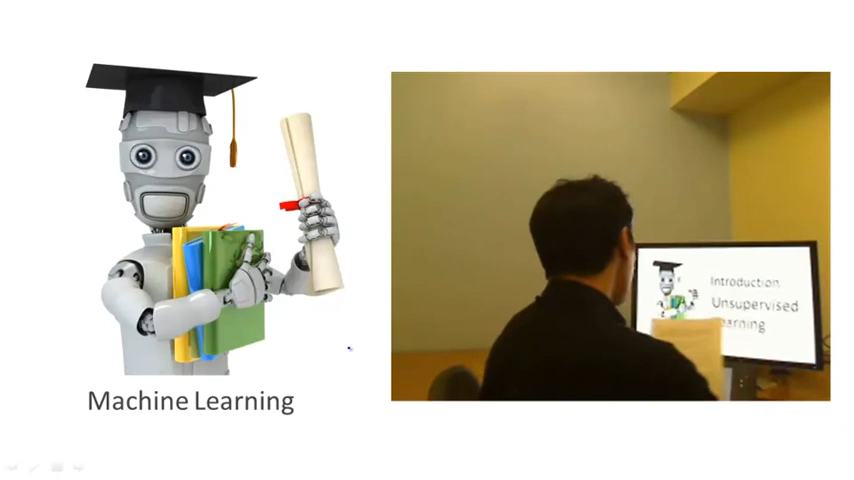 Machine Learning
Introduction
Unsupervised
Learning